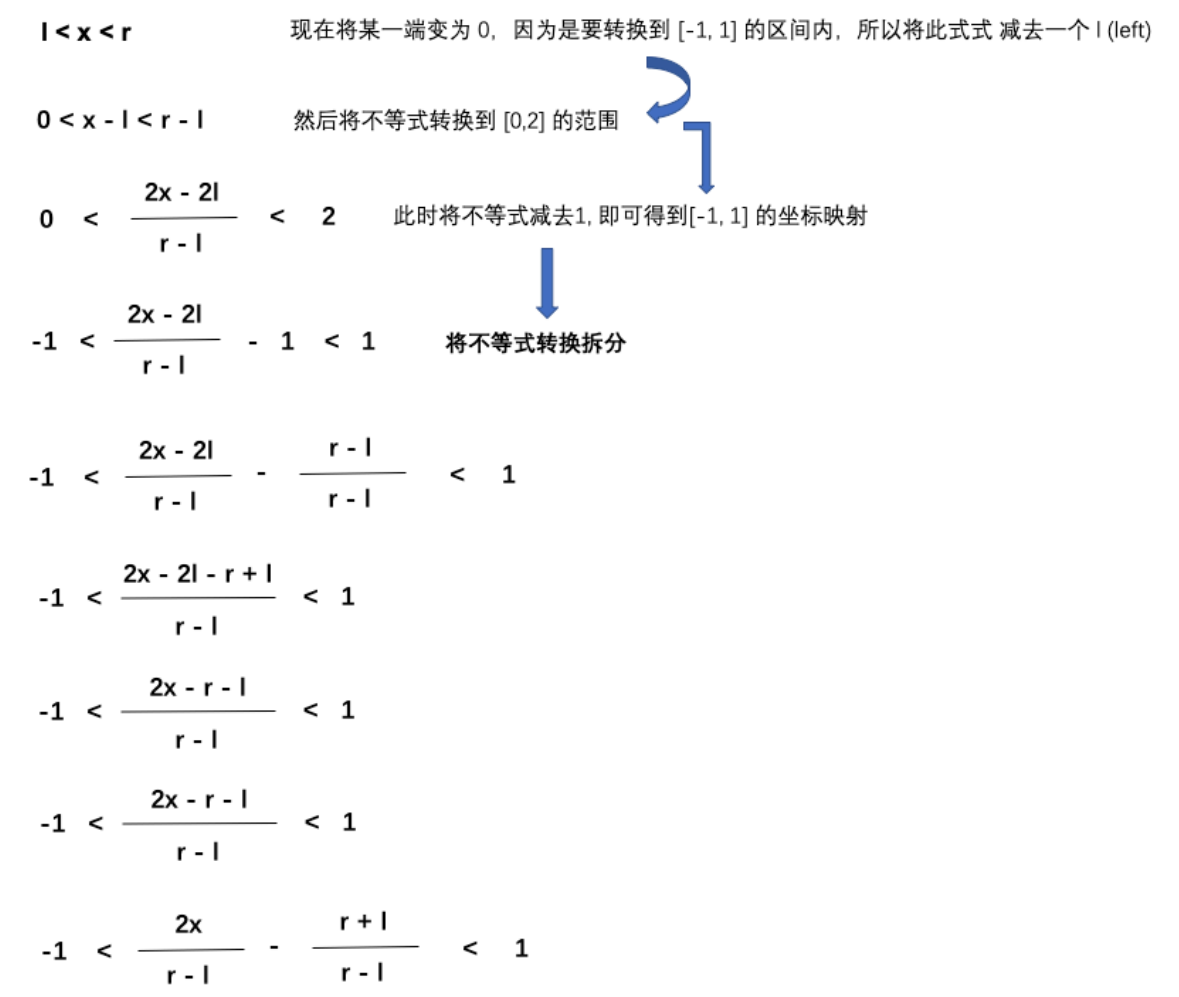 l < x < r 现在将某一端变为 0, 因为是要转换到 [-1, 1] 的区间内, 所以将此式式 减去一个 l (left)
0 < x - l < r - l 然后将不等式转换到 [0,2] 的范围
2x - 2l
0 < < 2 此时将不等式减去1, 即可得到[-1, 1] 的坐标映射
r - l
2x - 2l
-1 < - 1 < 1 将不等式转换拆分
r - l
2x - 2l r - l
-1 < - < 1
r - l r - l
2x - 2l - r + l
-1 < < 1
r - l
2x - r - l
-1 < < 1
r - l
2x - r - l
-1 < < 1
r - l
2x r + l
-1 < - < 1
r - l r - l